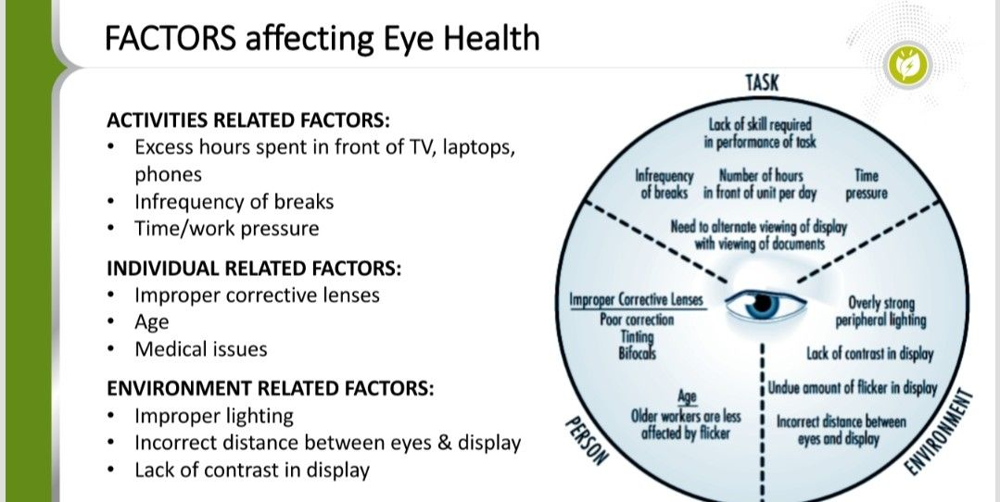 FACTORS affecting Eye Health
ACTIVITIES RELATED FACTORS:
• Excess hours spent in front of TV, laptops,
phones
• Infrequency of breaks
• Time/work pressure
INDIVIDUAL RELATED FACTORS:
• Improper corrective lenses
• Age
• Medical issues
ENVIRONMENT RELATED FACTORS:
• Improper lighting
• Incorrect distance between eyes & display
• Lack of contrast in display
TASK
Lack of skill required
in performance of task
Infrequency
of breaks
Number of hours
in front of unit per day
Time
pressure
Need to alternate viewing of display
with viewing of documents
Improper Corrective Lenses
Poor correction
Tinting
Bifocals
Age
Older workers are less
affected by flicker
PERSON
Overly strong
peripheral lighting
Lack of contrast in display
Undue amount of flicker in display
Incorrect distance between
eyes and display
ENVIRONMENT